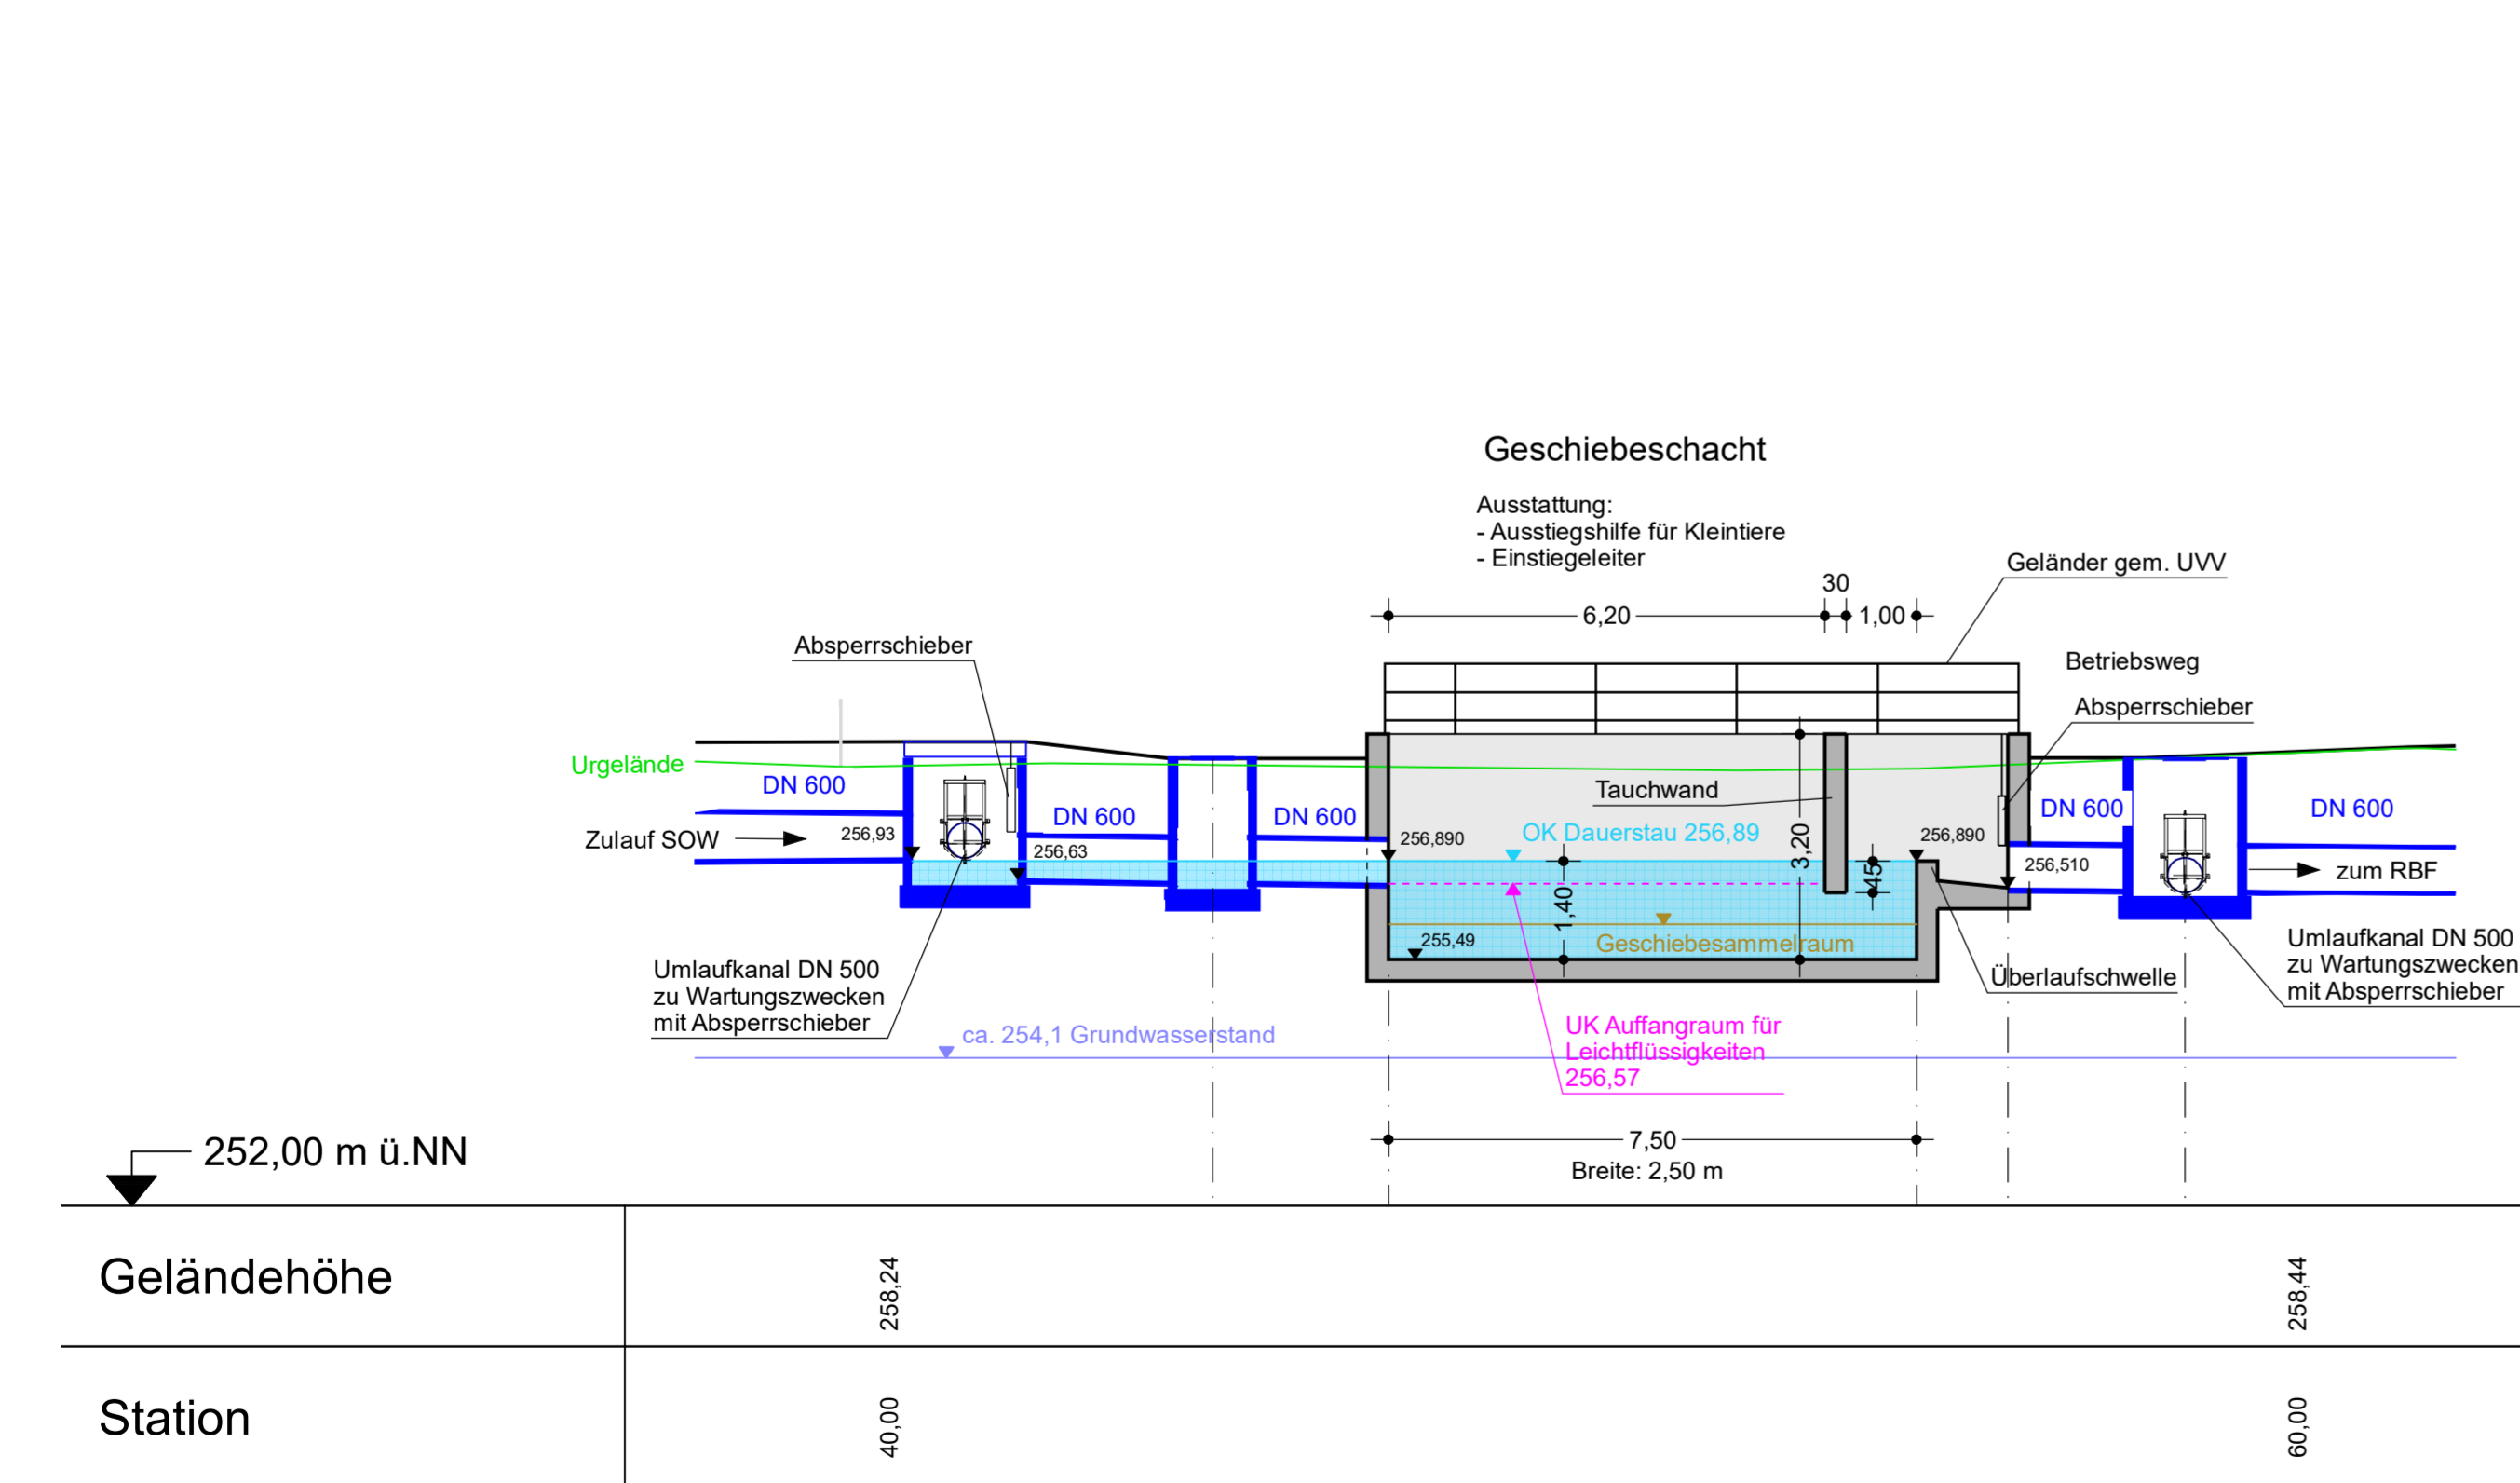 Geschiebeschacht
Ausstattung:
- Ausstiegshilfe für Kleintiere
- Einstiegeleiter
Geländer gem. UVV
30
6,20
1,00
Absperrschieber
Betriebsweg
Absperrschieber
Urgelände
DN 600
DN 600
DN 600
Tauchwand
DN 600
DN 600
Zulauf SOW
256,93
256,63
256,890
OK Dauerstau 256,89
3,20
256,890
256,510
zum RBF
45
1,40
255,49
Geschiebesammelraum
Umlaufkanal DN 500
zu Wartungszwecken
mit Absperrschieber
Überlaufschwelle
Umlaufkanal DN 500
zu Wartungszwecken
mit Absperrschieber
ca. 254,1 Grundwasserstand
UK Auffangraum für
Leichtflüssigkeiten
256,57
7,50
Breite: 2,50 m
252,00 m ü.NN
Geländehöhe
258,24
258,44
Station
40,00
60,00